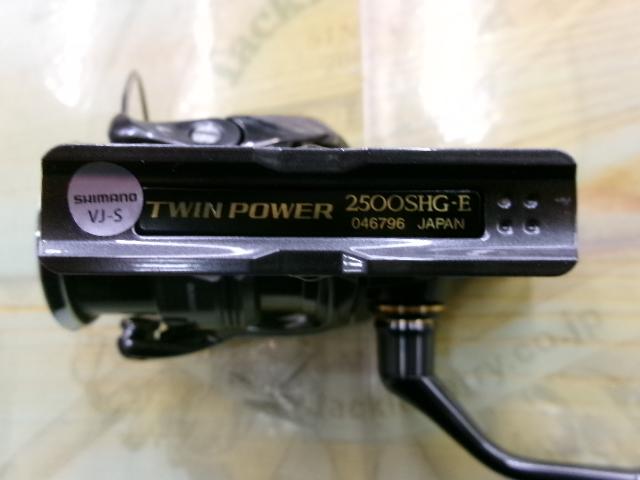 SHIMANO
VJ-S
TWIN POWER
2500SHG-E
046796 JAPAN